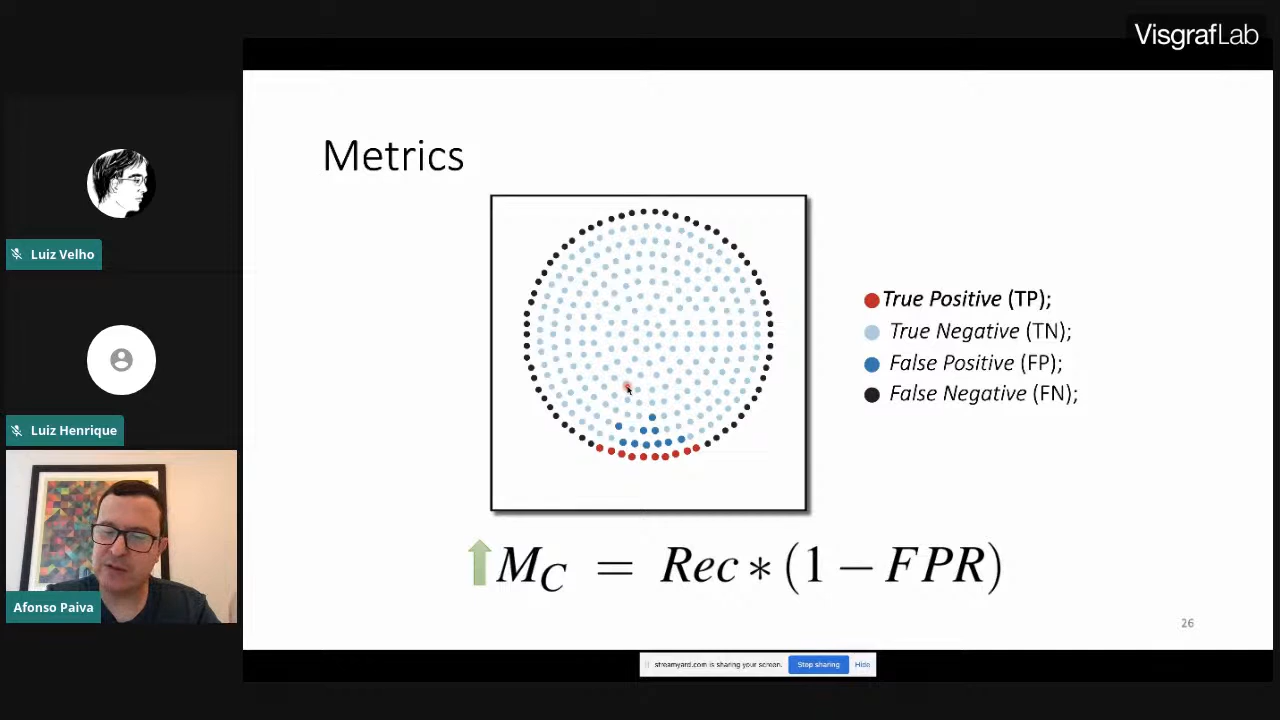 VisgrafLab
Metrics
True Positive (TP);
True Negative (TN);
False Positive (FP);
False Negative (FN);
M_C = Rec * (1 − FPR)
26
Luiz Velho
Luiz Henrique
Afonso Paiva
streamyard.com is sharing your screen.
Stop sharing
Hide